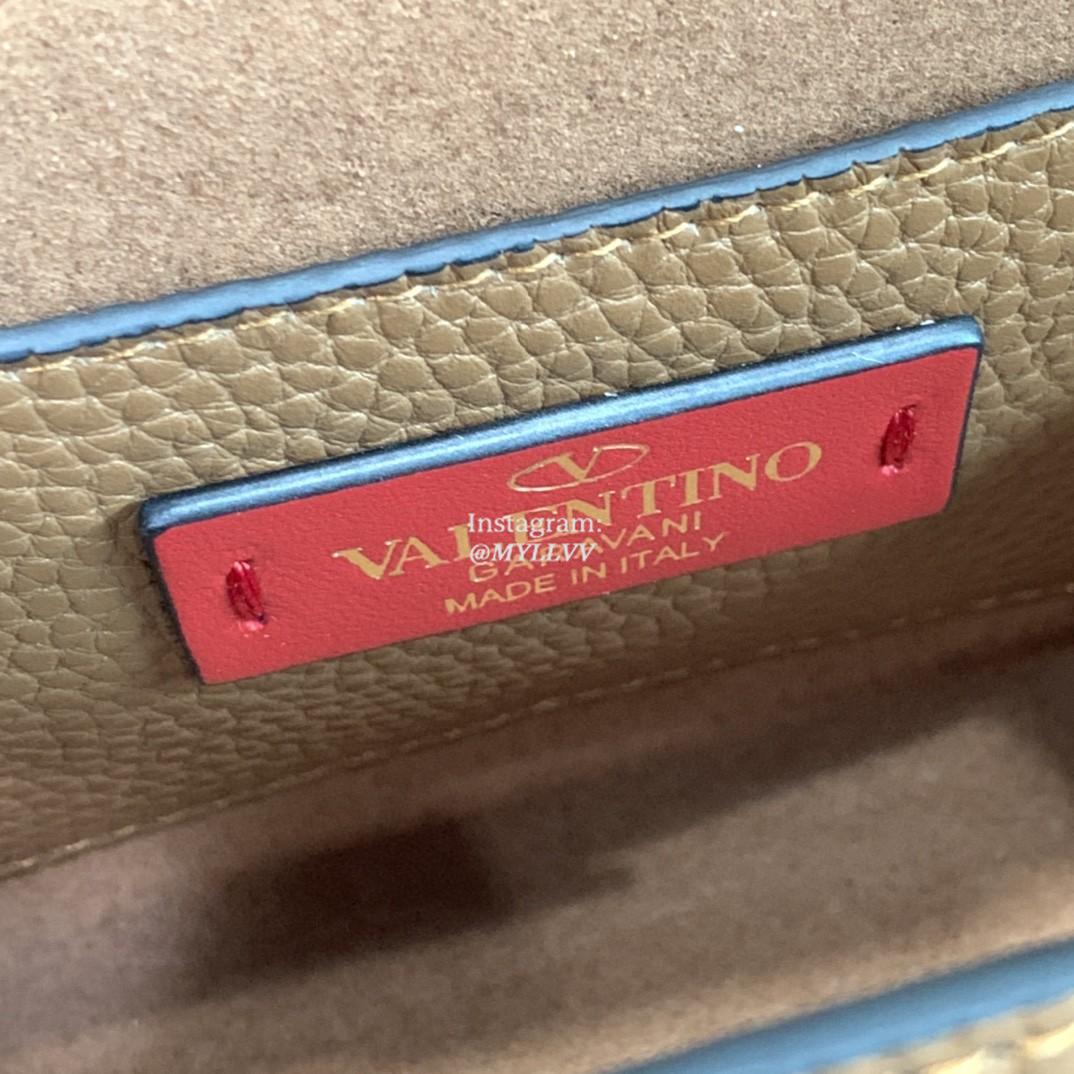 V
VALENTINO
GARAVANI
MADE IN ITALY
Instagram:
@MYLLVV